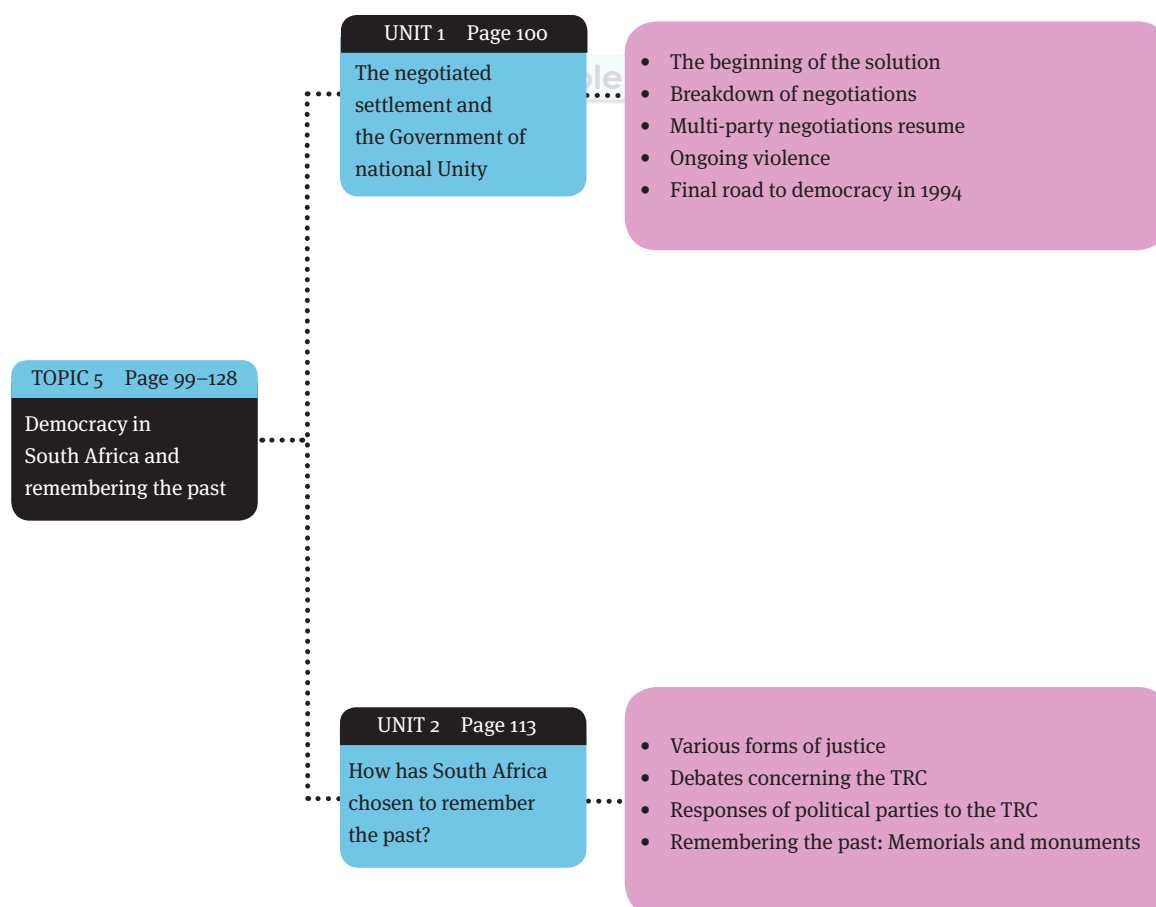 UNIT 1 Page 100
The negotiated
settlement and
the Government of
national Unity
• The beginning of the solution
• Breakdown of negotiations
• Multi-party negotiations resume
• Ongoing violence
• Final road to democracy in 1994
TOPIC 5 Page 99–128
Democracy in
South Africa and
remembering the past
UNIT 2 Page 113
How has South Africa
chosen to remember
the past?
• Various forms of justice
• Debates concerning the TRC
• Responses of political parties to the TRC
• Remembering the past: Memorials and monuments